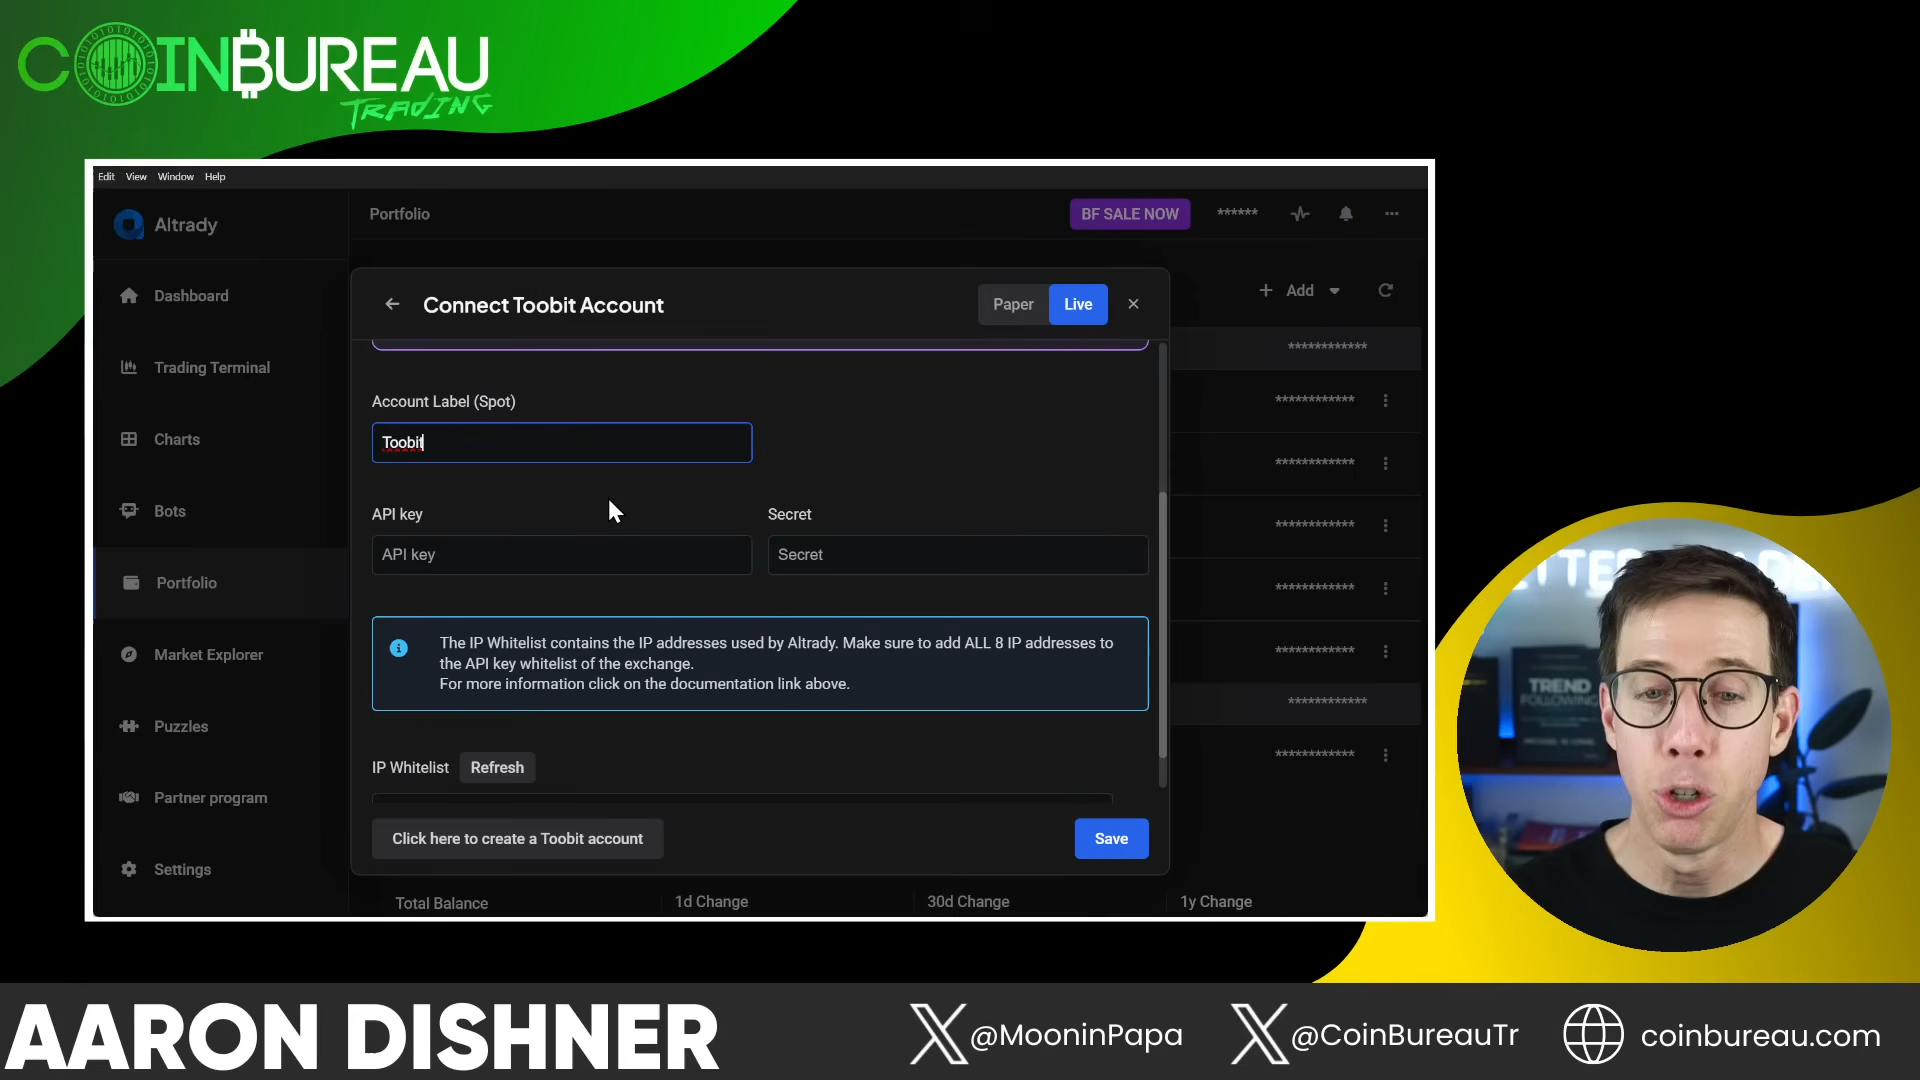 COINBUREAU
TRADING
Edit View Window Help
Altrady
Portfolio
BF SALE NOW
******
Dashboard
Trading Terminal
Charts
Bots
Portfolio
Market Explorer
Puzzles
Partner program
Settings
Add
Connect Toobit Account
Paper
Live
Account Label (Spot)
Toobit
API key
Secret
API key
Secret
The IP Whitelist contains the IP addresses used by Altrady. Make sure to add ALL 8 IP addresses to
the API key whitelist of the exchange.
For more information click on the documentation link above.
IP Whitelist
Refresh
Click here to create a Toobit account
Save
************
************
************
************
************
************
************
************
Total Balance
1d Change
30d Change
1y Change
TREND
FOLLOWING
AARON DISHNER
@MooninPapa
@CoinBureauTr
coinbureau.com